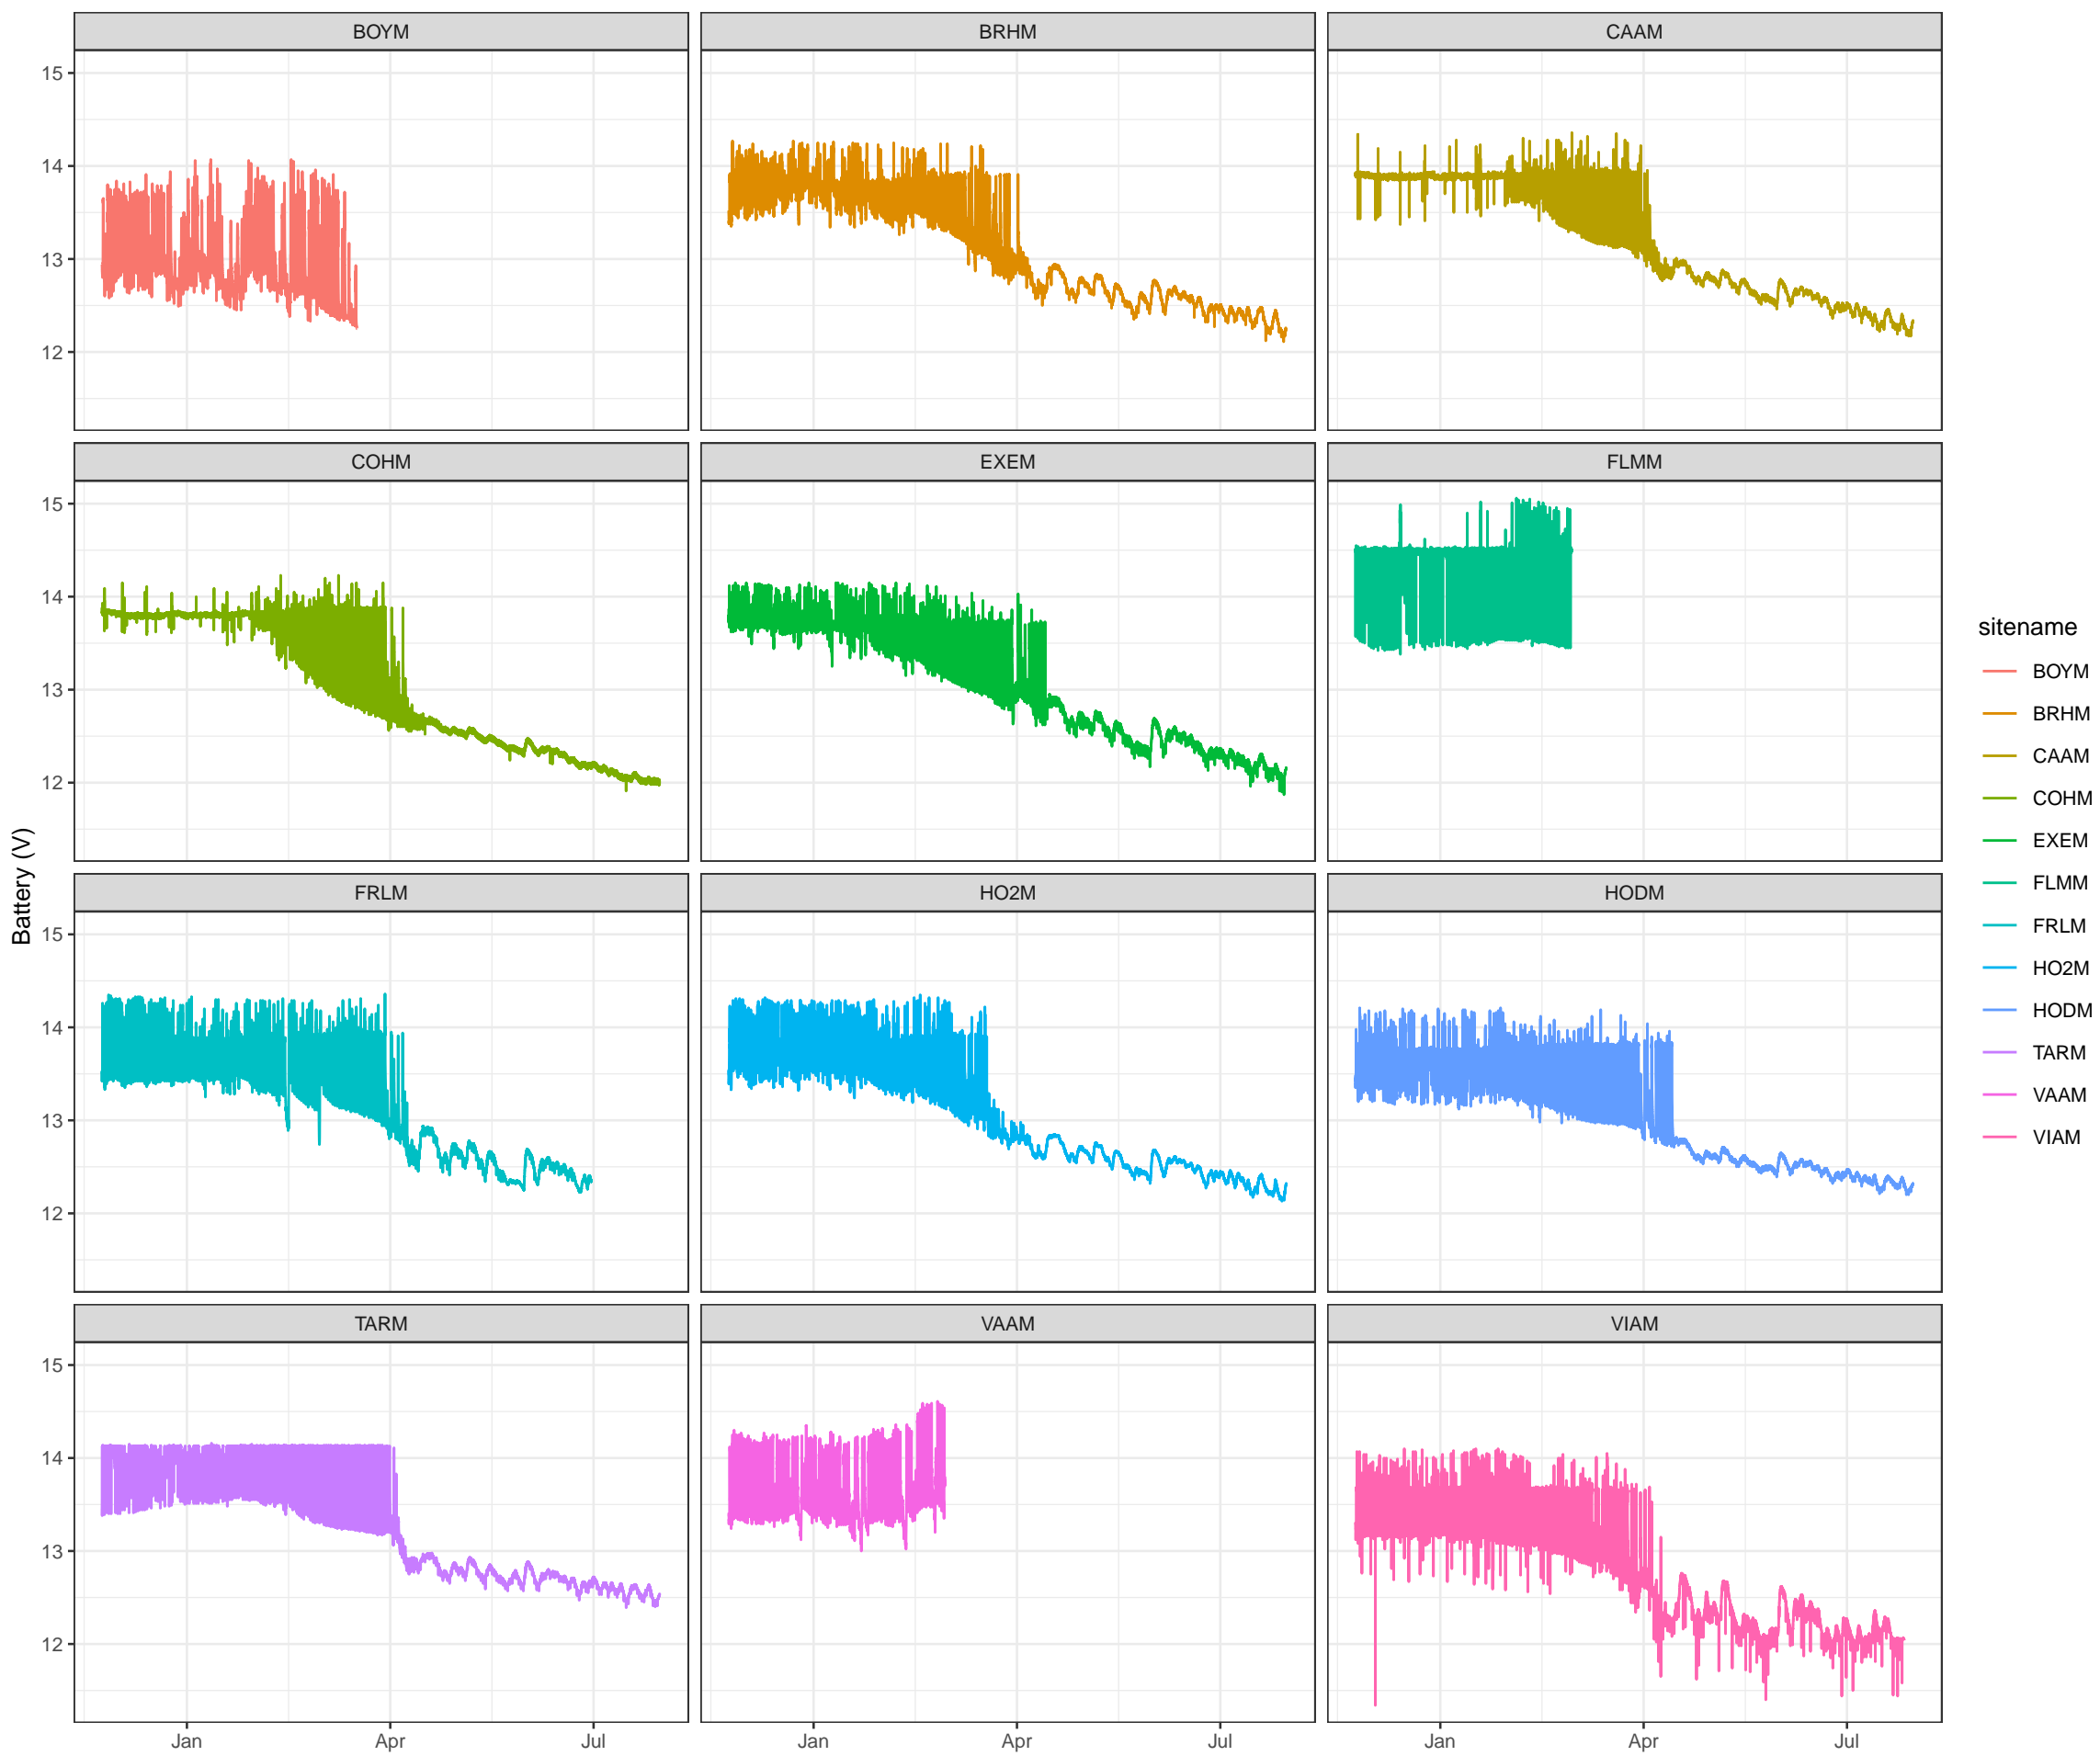 BOYM
BRHM
CAAM
15
14
13
12
COHM
EXEM
FLMM
15
14
13
12
FRLM
HO2M
HODM
15
14
13
12
TARM
VAAM
VIAM
15
14
13
12
Jan
Apr
Jul
Jan
Apr
Jul
Jan
Apr
Jul
Battery (V)
sitename
BOYM
BRHM
CAAM
COHM
EXEM
FLMM
FRLM
HO2M
HODM
TARM
VAAM
VIAM